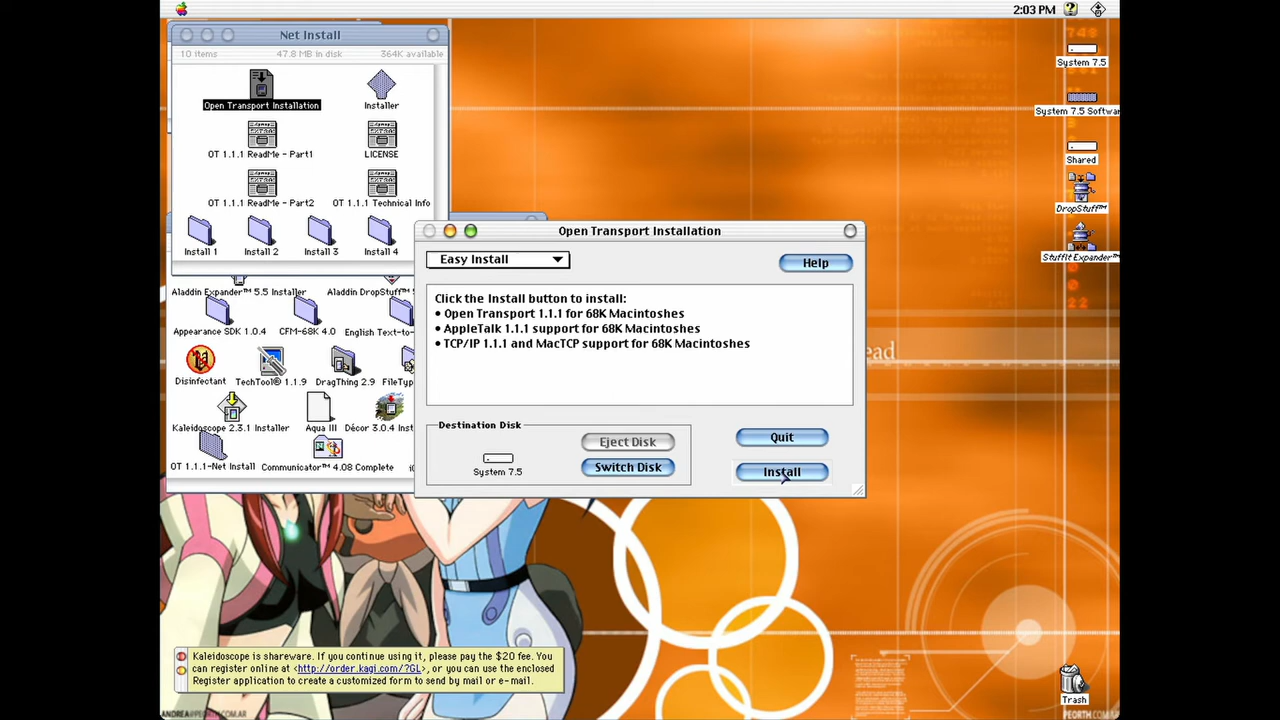 2:03 PM
Net Install
10 items 47.8 MB in disk 364K available
Open Transport Installation
Installer
OT 1.1.1 ReadMe - Part1
LICENSE
OT 1.1.1 ReadMe - Part2
OT 1.1.1 Technical Info
Install 1
Install 2
Install 3
Install 4
System 7.5
System 7.5 Softwar
Shared
DropStuff™
StuffIt Expander™
Open Transport Installation
Easy Install
Help
Click the Install button to install:
• Open Transport 1.1.1 for 68K Macintoshes
• AppleTalk 1.1.1 support for 68K Macintoshes
• TCP/IP 1.1.1 and MacTCP support for 68K Macintoshes
Destination Disk
Eject Disk
System 7.5
Switch Disk
Quit
Install
Aladdin Expander™ 5.5 Installer
Aladdin DropStuff™
Appearance SDK 1.0.4
CFM-68K 4.0
English Text-to-
Disinfectant
TechTool® 1.1.9
DragThing 2.9
FileTyp
Kaleidoscope 2.3.1 Installer
Aqua III
Décor 3.0.4 Inst
OT 1.1.1-Net Install
Communicator™ 4.08 Complete
ead
Kaleidoscope is shareware. If you continue using it, please pay the $20 fee. You
can register online at <http://order.kagi.com/?GL>, or you can use the enclosed
Register application to create a customized form to send by mail or e-mail.
Trash
ANDREA@PEORTH.COM.AR
PEORTH.COM.AR